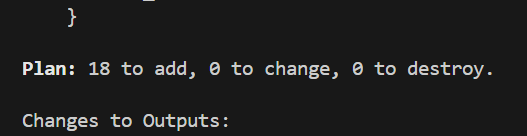 }
Plan: 18 to add, 0 to change, 0 to destroy.
Changes to Outputs: